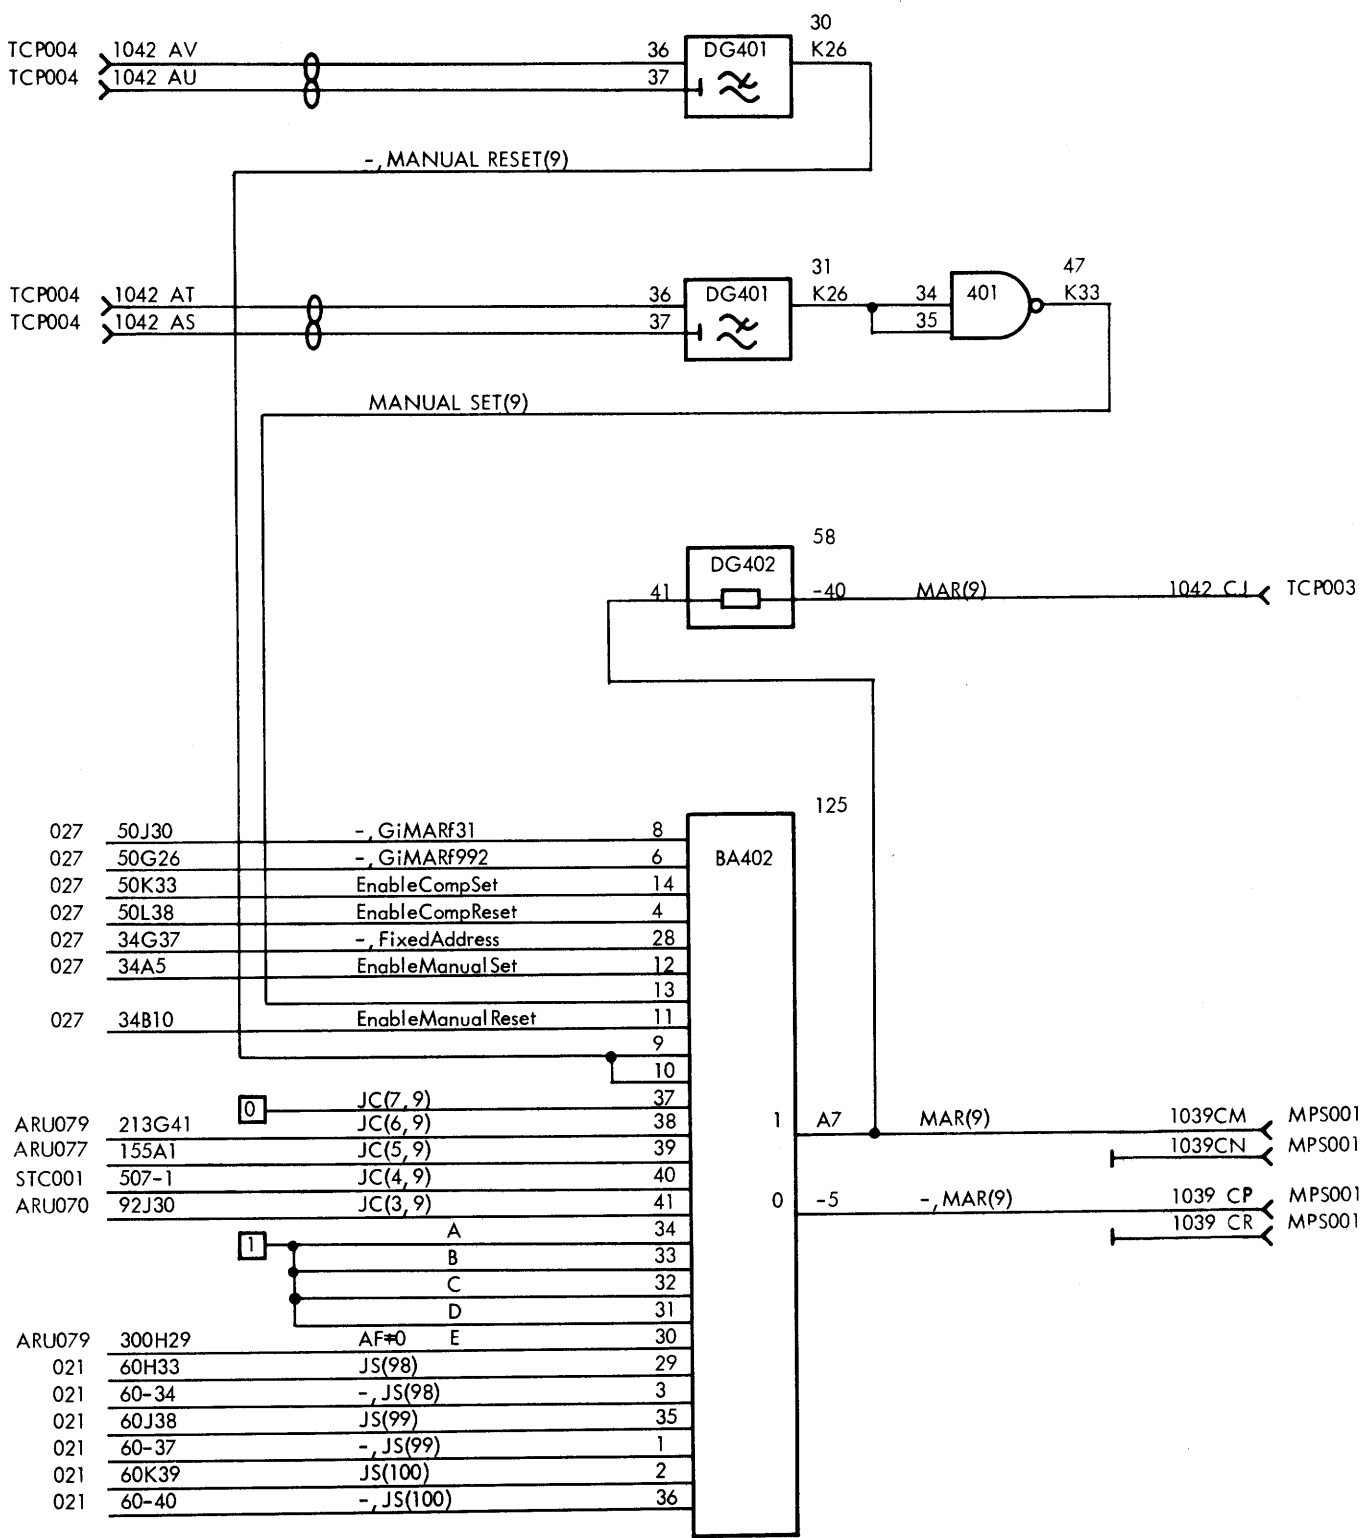 30
TCP004 1042 AV 36 DG401 K26
TCP004 1042 AU 37
-, MANUAL RESET(9)
31
TCP004 1042 AT 36 DG401 K26 34 401 47 K33
TCP004 1042 AS 37 35
MANUAL SET(9)
58
DG402
41 -40 MAR(9) 1042 CJ TCP003
125
027 50J30 -, GiMARf31 8
027 50G26 -, GiMARf992 6 BA402
027 50K33 EnableCompSet 14
027 50L38 EnableCompReset 4
027 34G37 -, FixedAddress 28
027 34A5 EnableManualSet 12
13
027 34B10 EnableManualReset 11
9
10
0 JC(7,9) 37
ARU079 213G41 JC(6,9) 38 1 A7 MAR(9) 1039CM MPS001
ARU077 155A1 JC(5,9) 39 1039CN MPS001
STC001 507-1 JC(4,9) 40
ARU070 92J30 JC(3,9) 41 0 -5 -, MAR(9) 1039 CP MPS001
1 A 34 1039 CR MPS001
B 33
C 32
D 31
ARU079 300H29 AF≠0 E 30
021 60H33 JS(98) 29
021 60-34 -, JS(98) 3
021 60J38 JS(99) 35
021 60-37 -, JS(99) 1
021 60K39 JS(100) 2
021 60-40 -, JS(100) 36